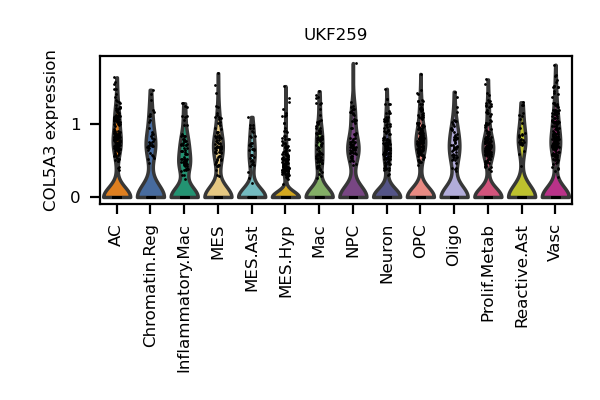 UKF259
COL5A3 expression
1
0
AC
Chromatin.Reg
Inflammatory.Mac
MES
MES.Ast
MES.Hyp
Mac
NPC
Neuron
OPC
Oligo
Prolif.Metab
Reactive.Ast
Vasc